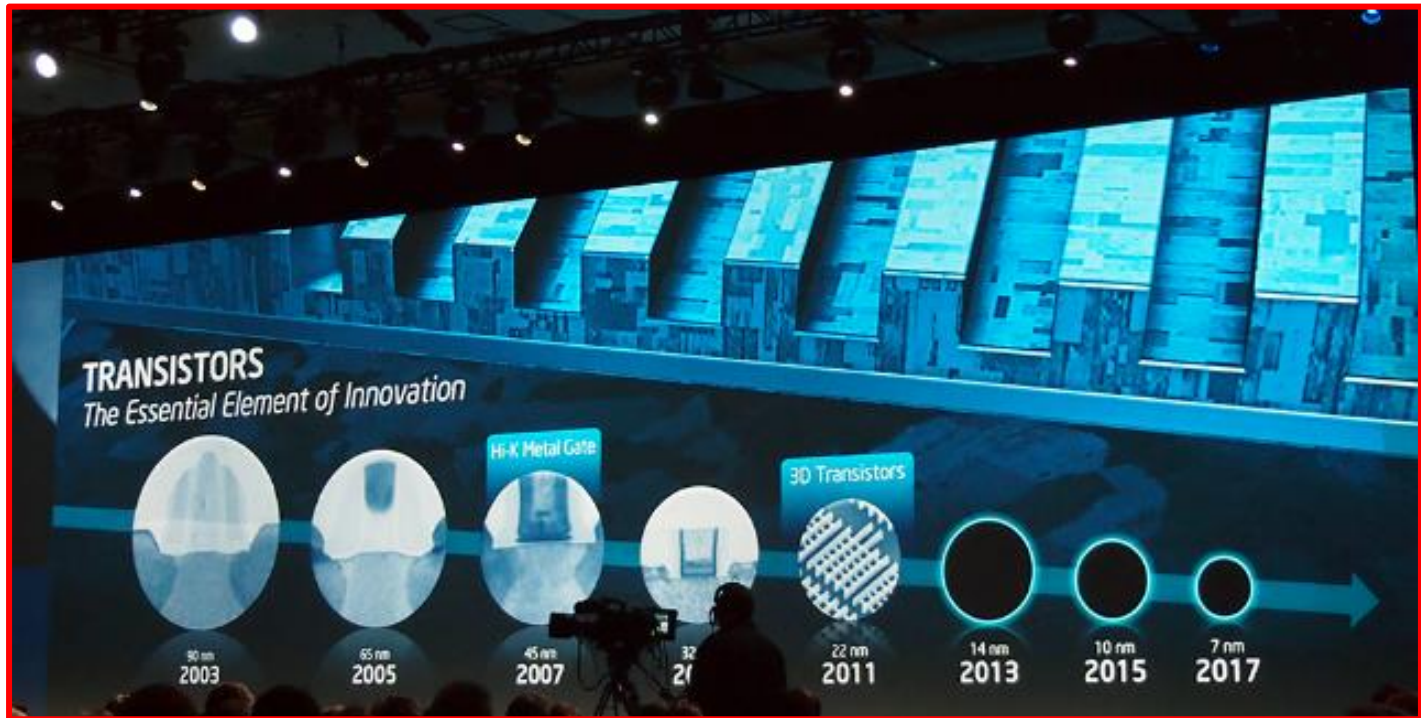 TRANSISTORS
The Essential Element of Innovation
Hi-K Metal Gate
3D Transistors
90 nm
2003
65 nm
2005
45 nm
2007
22 nm
2011
14 nm
2013
10 nm
2015
7 nm
2017